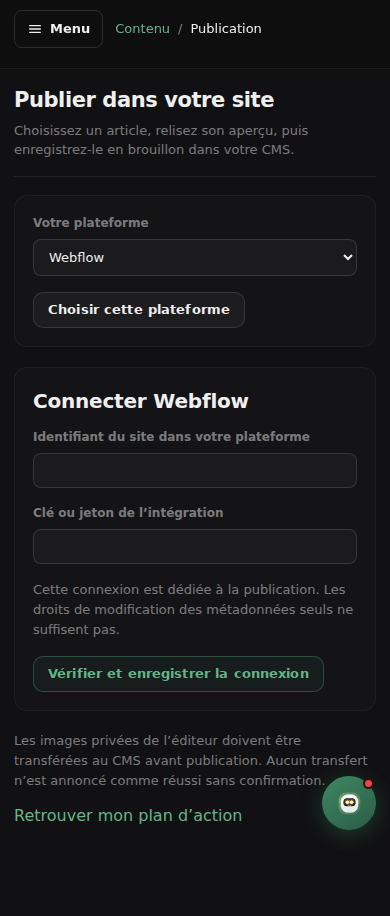 Menu
Contenu / Publication
Publier dans votre site
Choisissez un article, relisez son aperçu, puis
enregistrez-le en brouillon dans votre CMS.
Votre plateforme
Webflow
Choisir cette plateforme
Connecter Webflow
Identifiant du site dans votre plateforme
Clé ou jeton de l’intégration
Cette connexion est dédiée à la publication. Les
droits de modification des métadonnées seuls ne
suffisent pas.
Vérifier et enregistrer la connexion
Les images privées de l’éditeur doivent être
transférées au CMS avant publication. Aucun transfert
n’est annoncé comme réussi sans confirmation.
Retrouver mon plan d’action